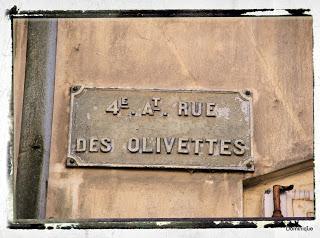 4E. AT. RUE
DES OLIVETTES
Dominique